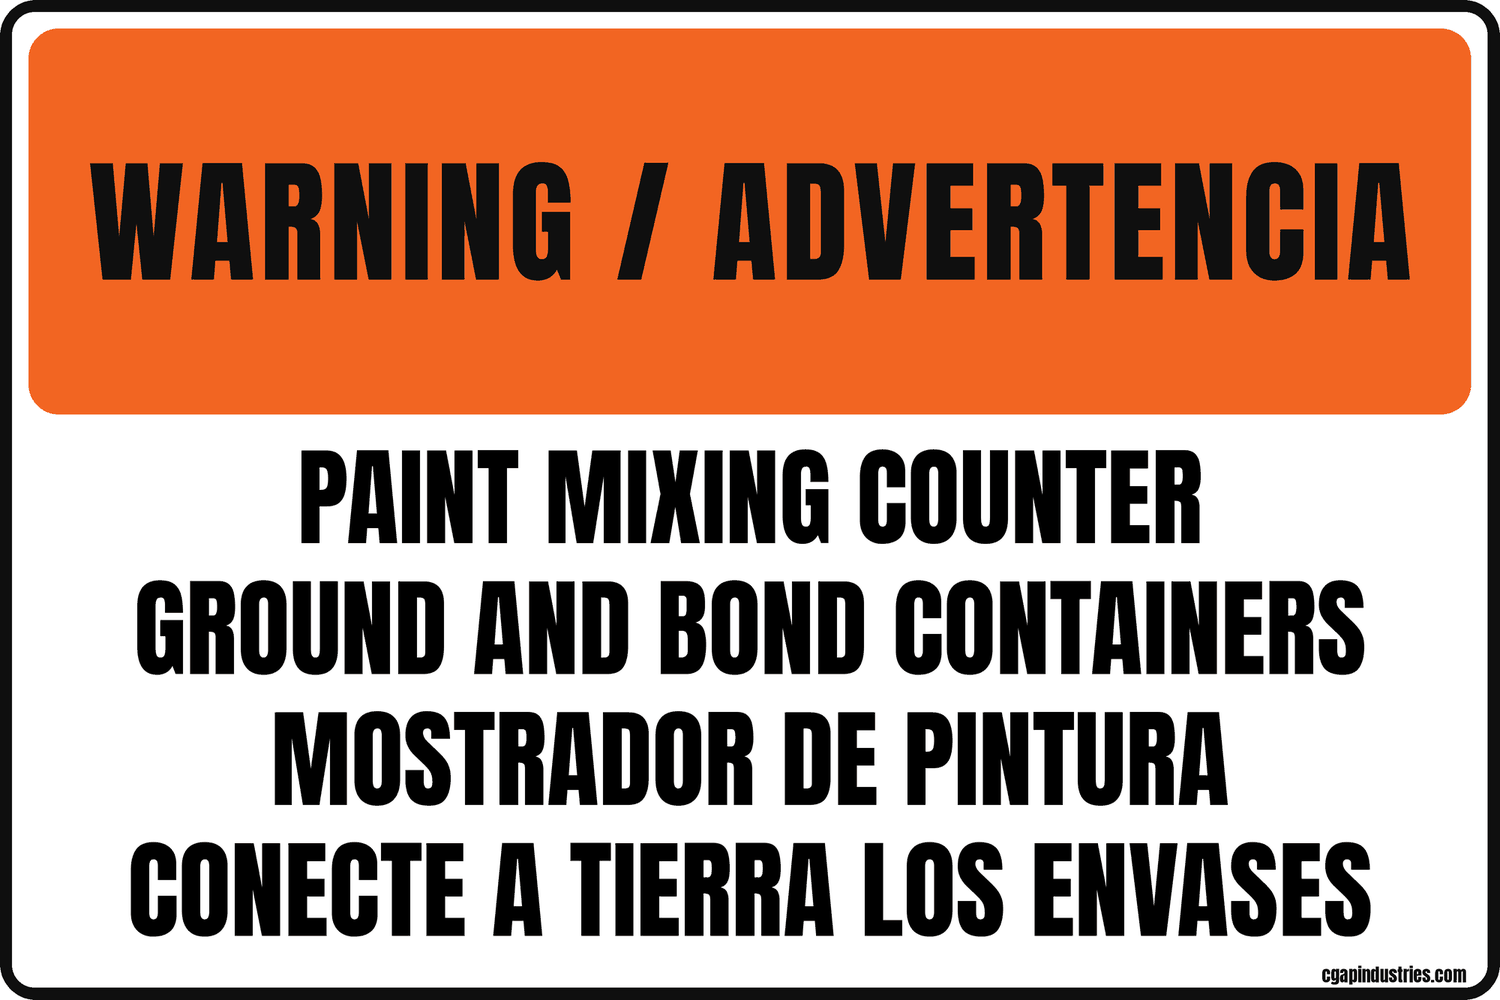 WARNING / ADVERTENCIA
PAINT MIXING COUNTER
GROUND AND BOND CONTAINERS
MOSTRADOR DE PINTURA
CONECTE A TIERRA LOS ENVASES
cgapindustries.com